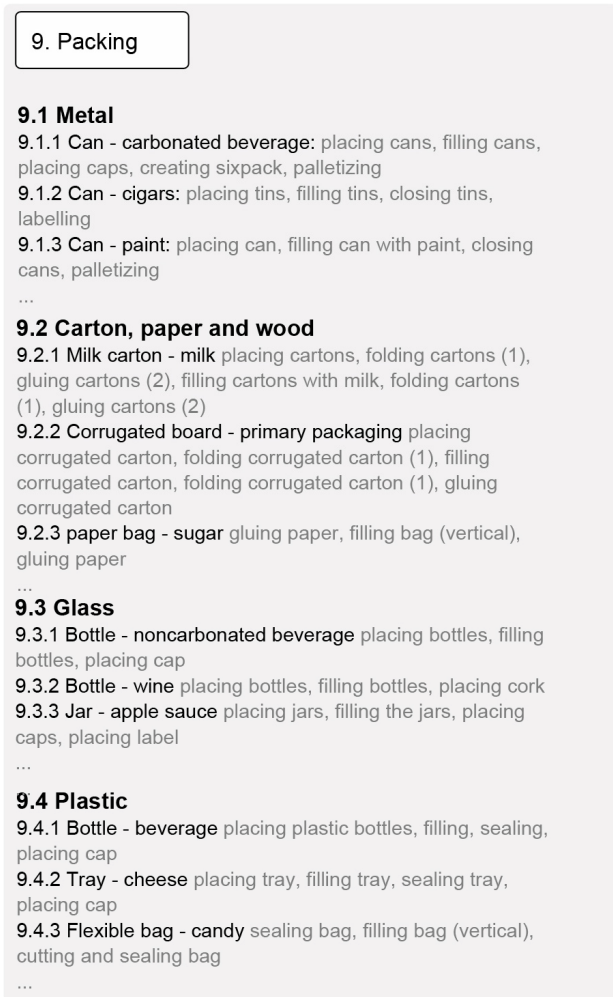 9. Packing
9.1 Metal
9.1.1 Can - carbonated beverage: placing cans, filling cans,
placing caps, creating sixpack, palletizing
9.1.2 Can - cigars: placing tins, filling tins, closing tins,
labelling
9.1.3 Can - paint: placing can, filling can with paint, closing
cans, palletizing
...
9.2 Carton, paper and wood
9.2.1 Milk carton - milk placing cartons, folding cartons (1),
gluing cartons (2), filling cartons with milk, folding cartons
(1), gluing cartons (2)
9.2.2 Corrugated board - primary packaging placing
corrugated carton, folding corrugated carton (1), filling
corrugated carton, folding corrugated carton (1), gluing
corrugated carton
9.2.3 paper bag - sugar gluing paper, filling bag (vertical),
gluing paper
...
9.3 Glass
9.3.1 Bottle - noncarbonated beverage placing bottles, filling
bottles, placing cap
9.3.2 Bottle - wine placing bottles, filling bottles, placing cork
9.3.3 Jar - apple sauce placing jars, filling the jars, placing
caps, placing label
...
9.4 Plastic
9.4.1 Bottle - beverage placing plastic bottles, filling, sealing,
placing cap
9.4.2 Tray - cheese placing tray, filling tray, sealing tray,
placing cap
9.4.3 Flexible bag - candy sealing bag, filling bag (vertical),
cutting and sealing bag
...